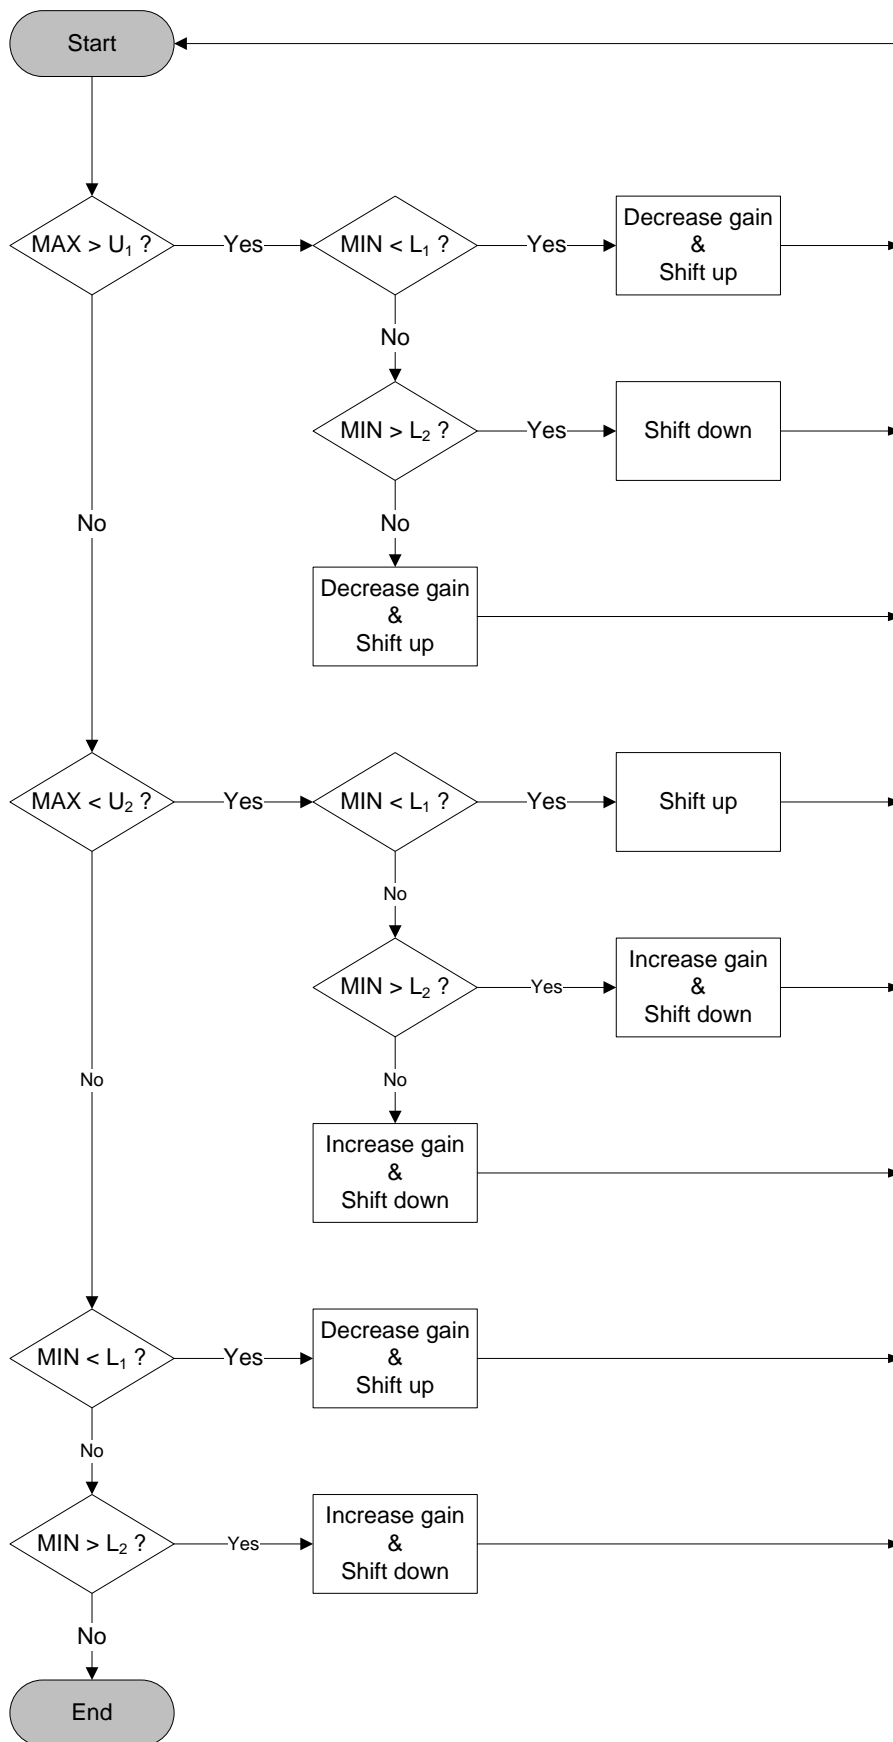 Start
MAX > U₁ ?
Yes
MIN < L₁ ?
Yes
Decrease gain
&
Shift up
No
MIN > L₂ ?
Yes
Shift down
No
No
Decrease gain
&
Shift up
MAX < U₂ ?
Yes
MIN < L₁ ?
Yes
Shift up
No
MIN > L₂ ?
Yes
Increase gain
&
Shift down
No
No
Increase gain
&
Shift down
MIN < L₁ ?
Yes
Decrease gain
&
Shift up
No
MIN > L₂ ?
Yes
Increase gain
&
Shift down
No
End